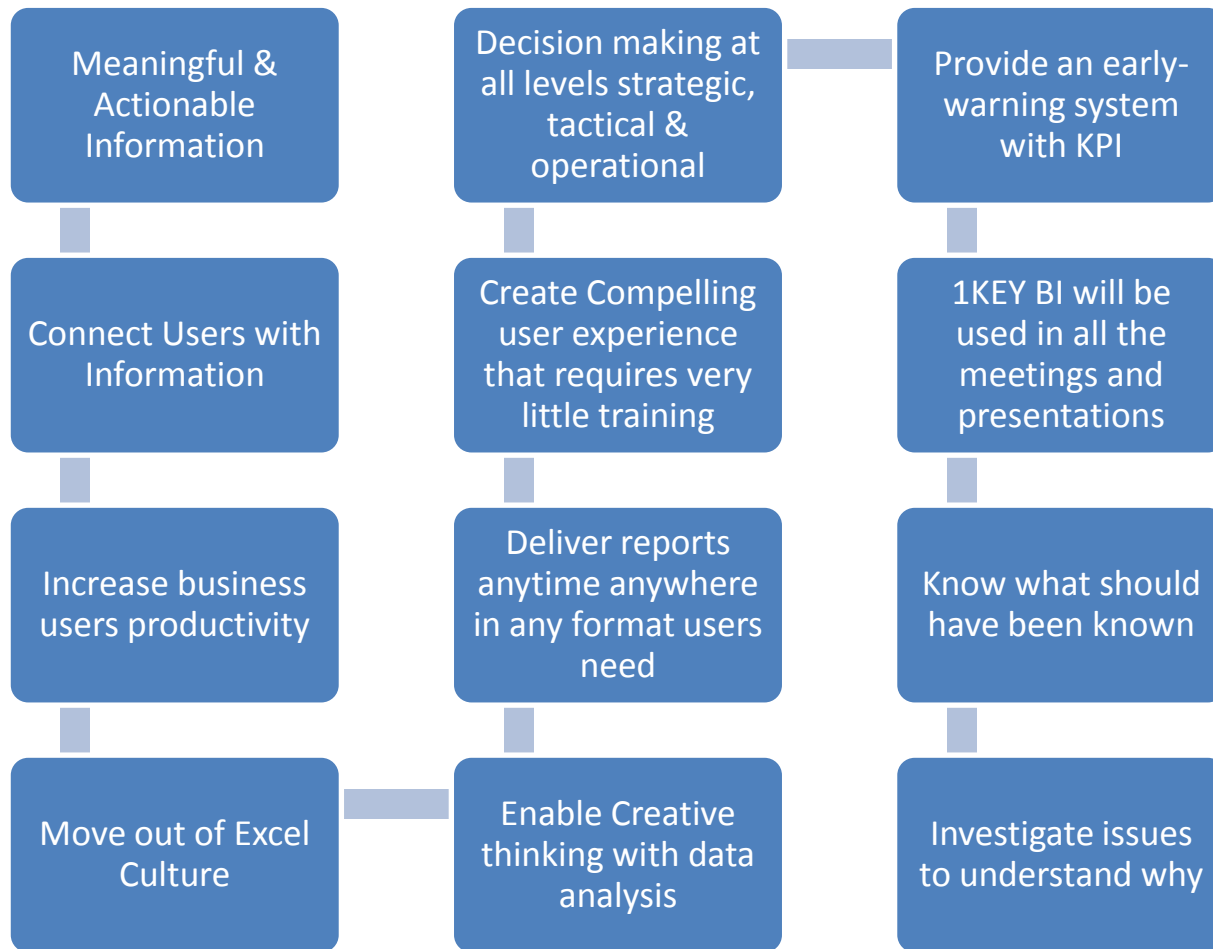 Meaningful &
Actionable
Information
Connect Users with
Information
Increase business
users productivity
Move out of Excel
Culture
Enable Creative
thinking with data
analysis
Deliver reports
anytime anywhere
in any format users
need
Create Compelling
user experience
that requires very
little training
Decision making at
all levels strategic,
tactical &
operational
Provide an early-
warning system
with KPI
1KEY BI will be
used in all the
meetings and
presentations
Know what should
have been known
Investigate issues
to understand why